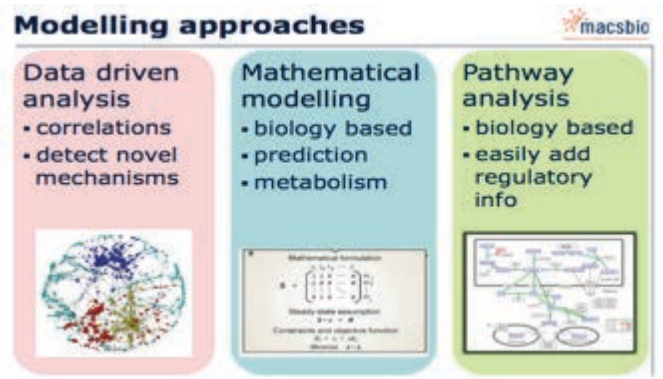 Modelling approaches
macsbio
Data driven
analysis
▪ correlations
▪ detect novel
mechanisms
Mathematical
modelling
▪ biology based
▪ prediction
▪ metabolism
Pathway
analysis
▪ biology based
▪ easily add
regulatory
info
Mathematical formulation
Steady-state assumption
Constraints and objective function